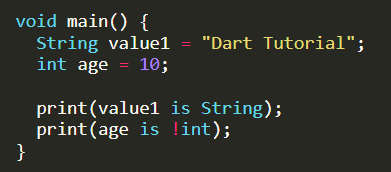 void main() {
  String value1 = "Dart Tutorial";
  int age = 10;

  print(value1 is String);
  print(age is !int);
}